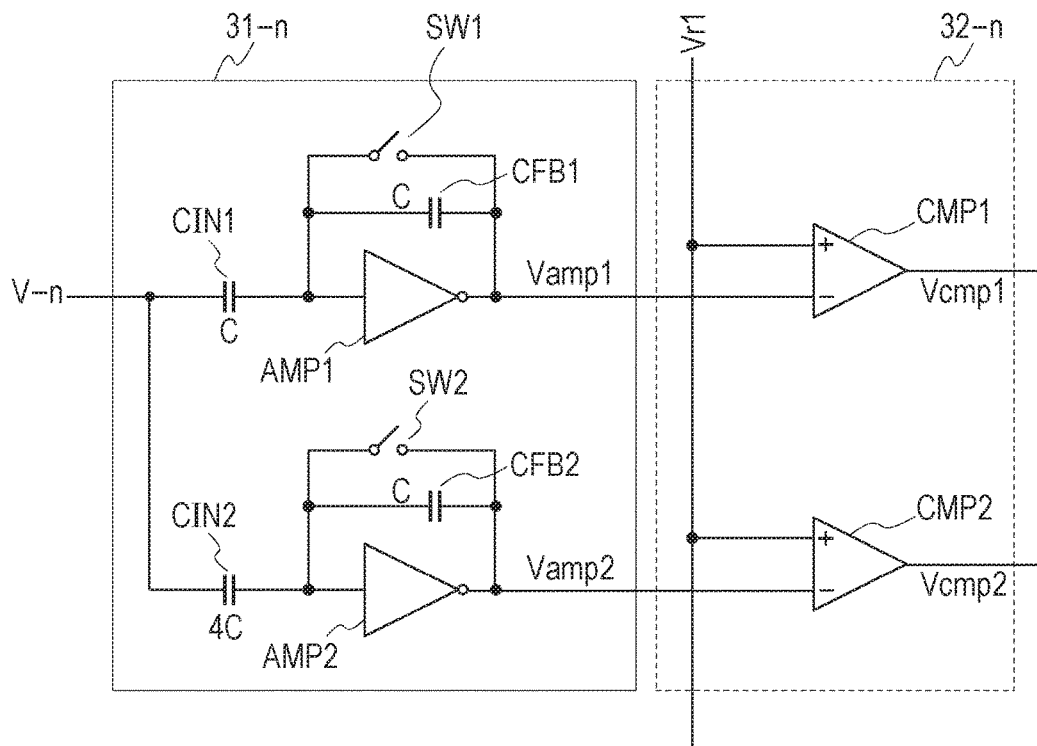 31-n
SW1
Vr1
32-n
CFB1
C
CIN1
CMP1
V-n
Vamp1
Vcmp1
C
AMP1
SW2
CFB2
C
CIN2
CMP2
Vamp2
Vcmp2
4C
AMP2
+
−
+
−